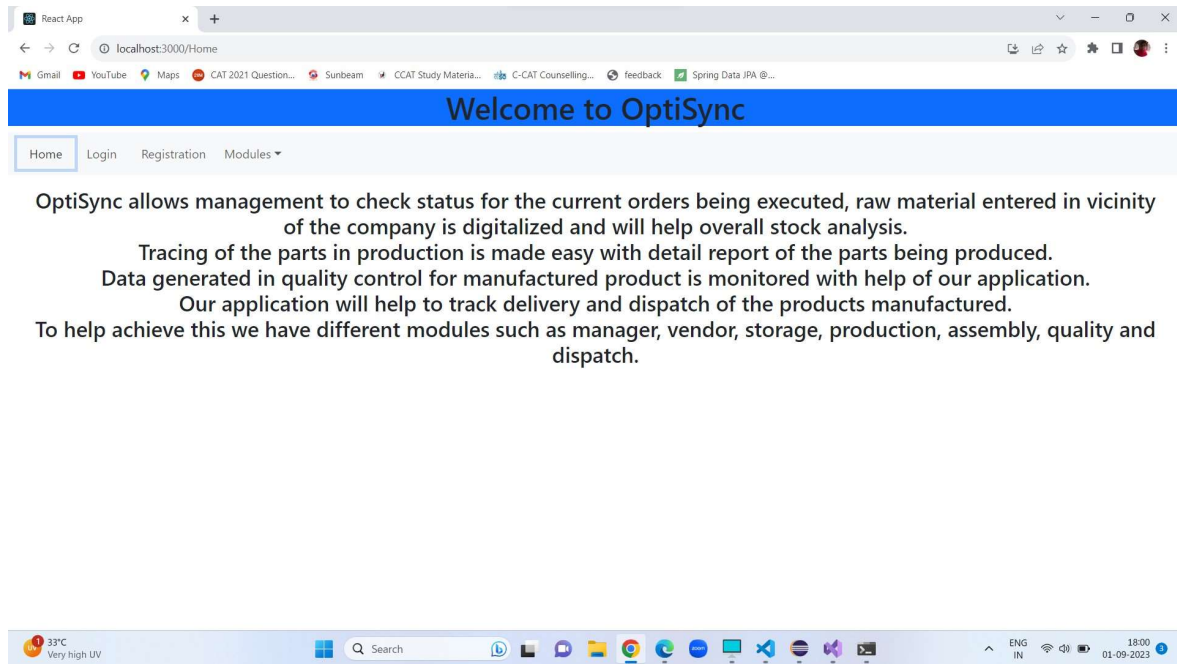 React App
localhost:3000/Home
Gmail YouTube Maps CAT 2021 Question... Sunbeam CCAT Study Materia... C-CAT Counselling... feedback Spring Data JPA @...
Welcome to OptiSync
Home Login Registration Modules
OptiSync allows management to check status for the current orders being executed, raw material entered in vicinity
of the company is digitalized and will help overall stock analysis.
Tracing of the parts in production is made easy with detail report of the parts being produced.
Data generated in quality control for manufactured product is monitored with help of our application.
Our application will help to track delivery and dispatch of the products manufactured.
To help achieve this we have different modules such as manager, vendor, storage, production, assembly, quality and
dispatch.
1 33°C
Very high UV
Search
ENG
IN
18:00
01-09-2023
3